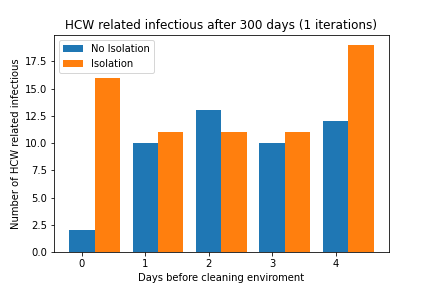 HCW related infectious after 300 days (1 iterations)
No Isolation
Isolation
Number of HCW related infectious
17.5
15.0
12.5
10.0
7.5
5.0
2.5
0.0
0 1 2 3 4
Days before cleaning enviroment